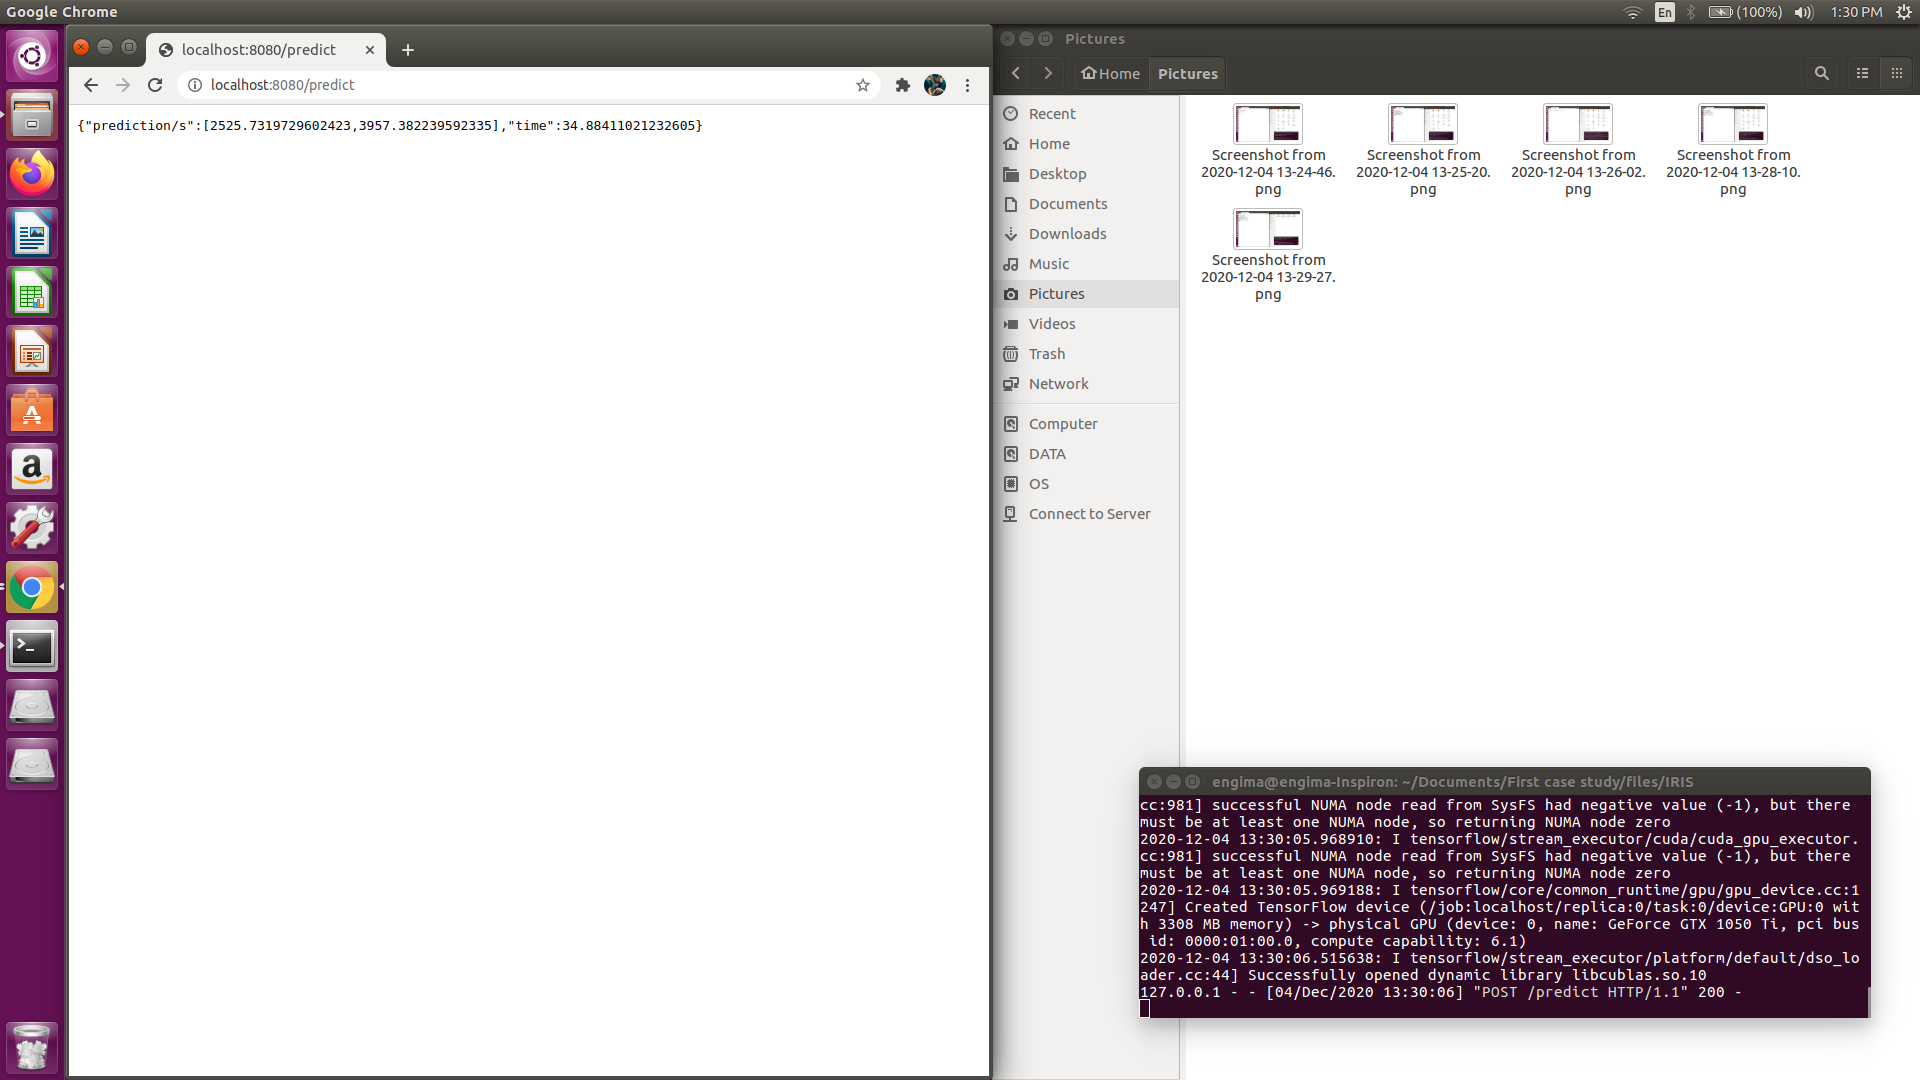 Google Chrome
En
(100%)
1:30 PM
localhost:8080/predict
localhost:8080/predict
{"prediction/s":[2525.7319729602423,3957.382239592335],"time":34.88411021232605}
Pictures
Home
Pictures
Recent
Home
Desktop
Documents
Downloads
Music
Pictures
Videos
Trash
Network
Computer
DATA
OS
Connect to Server
Screenshot from
2020-12-04 13-24-46.
png
Screenshot from
2020-12-04 13-25-20.
png
Screenshot from
2020-12-04 13-26-02.
png
Screenshot from
2020-12-04 13-28-10.
png
Screenshot from
2020-12-04 13-29-27.
png
engima@engima-Inspiron: ~/Documents/First case study/files/IRIS
cc:981] successful NUMA node read from SysFS had negative value (-1), but there
must be at least one NUMA node, so returning NUMA node zero
2020-12-04 13:30:05.968910: I tensorflow/stream_executor/cuda/cuda_gpu_executor.
cc:981] successful NUMA node read from SysFS had negative value (-1), but there
must be at least one NUMA node, so returning NUMA node zero
2020-12-04 13:30:05.969188: I tensorflow/core/common_runtime/gpu/gpu_device.cc:1
247] Created TensorFlow device (/job:localhost/replica:0/task:0/device:GPU:0 wit
h 3308 MB memory) -> physical GPU (device: 0, name: GeForce GTX 1050 Ti, pci bus
id: 0000:01:00.0, compute capability: 6.1)
2020-12-04 13:30:06.515638: I tensorflow/stream_executor/platform/default/dso_lo
ader.cc:44] Successfully opened dynamic library libcublas.so.10
127.0.0.1 - - [04/Dec/2020 13:30:06] "POST /predict HTTP/1.1" 200 -